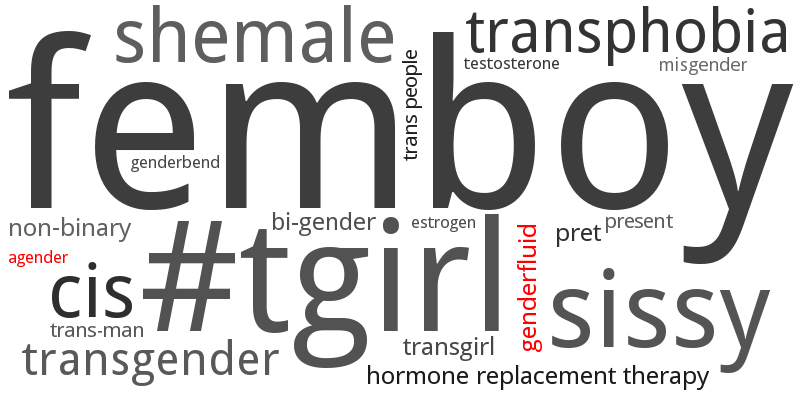 shemale
transphobia
testosterone
misgender
trans people
femboy
genderbend
non-binary
bi-gender
estrogen
pret
present
agender
#tgirl
genderfluid
cis
sissy
trans-man
transgender
transgirl
hormone replacement therapy